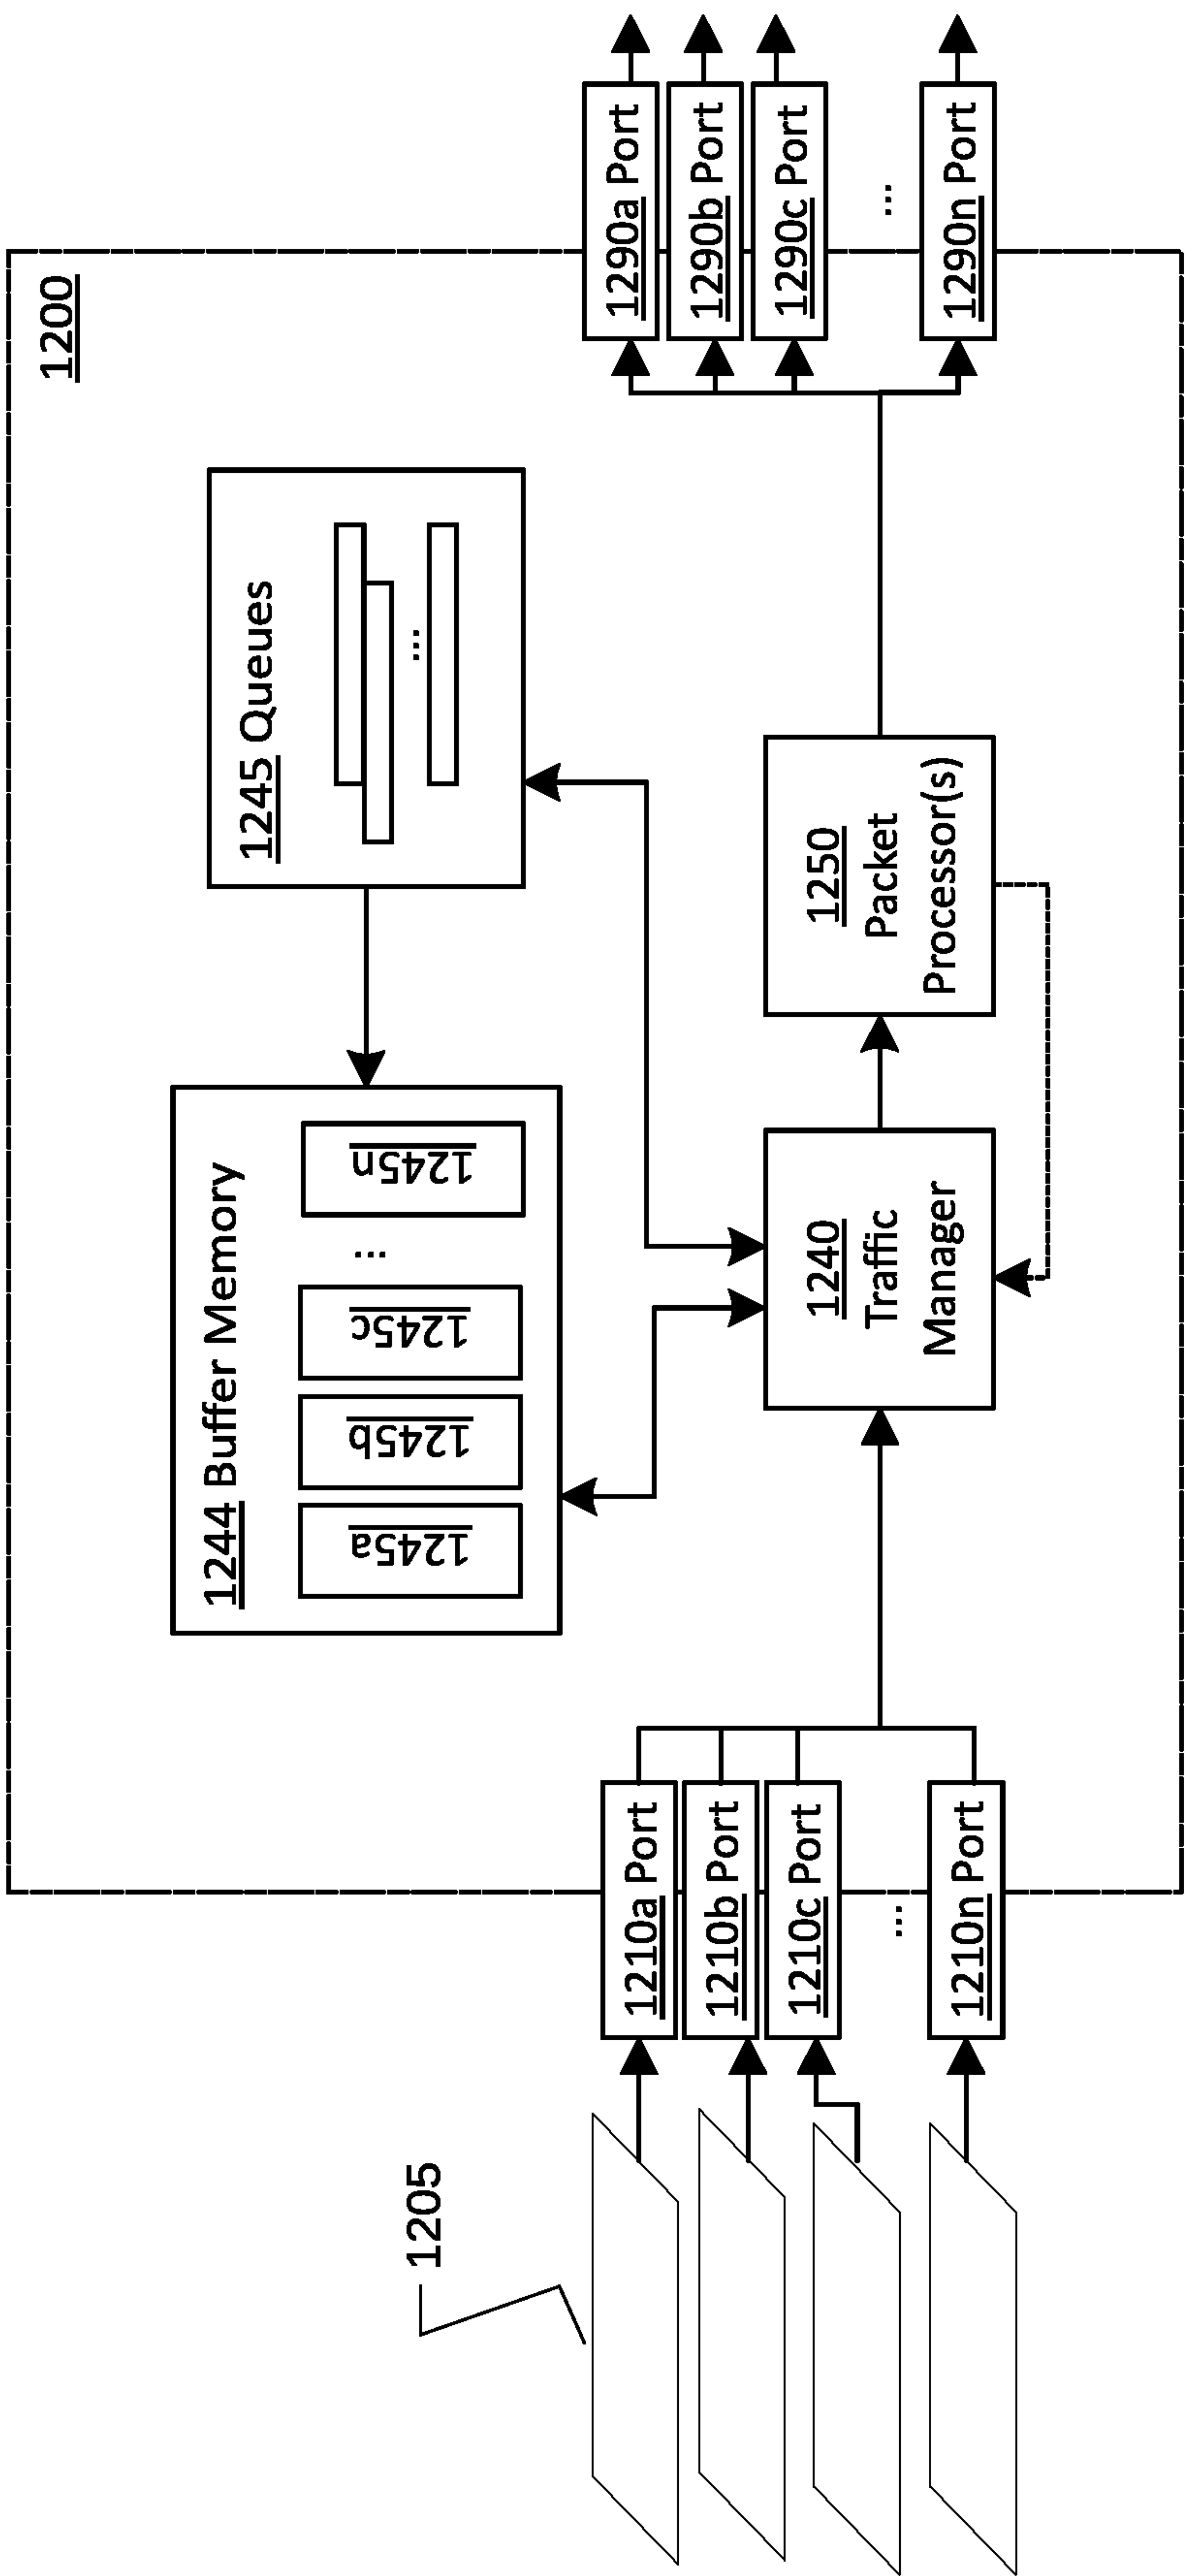 1200
1244 Buffer Memory
1245a
1245b
1245c
...
1245n
1245 Queues
...
1205
1210a Port
1210b Port
1210c Port
...
1210n Port
1240
Traffic
Manager
1250
Packet
Processor(s)
1290a Port
1290b Port
1290c Port
...
1290n Port